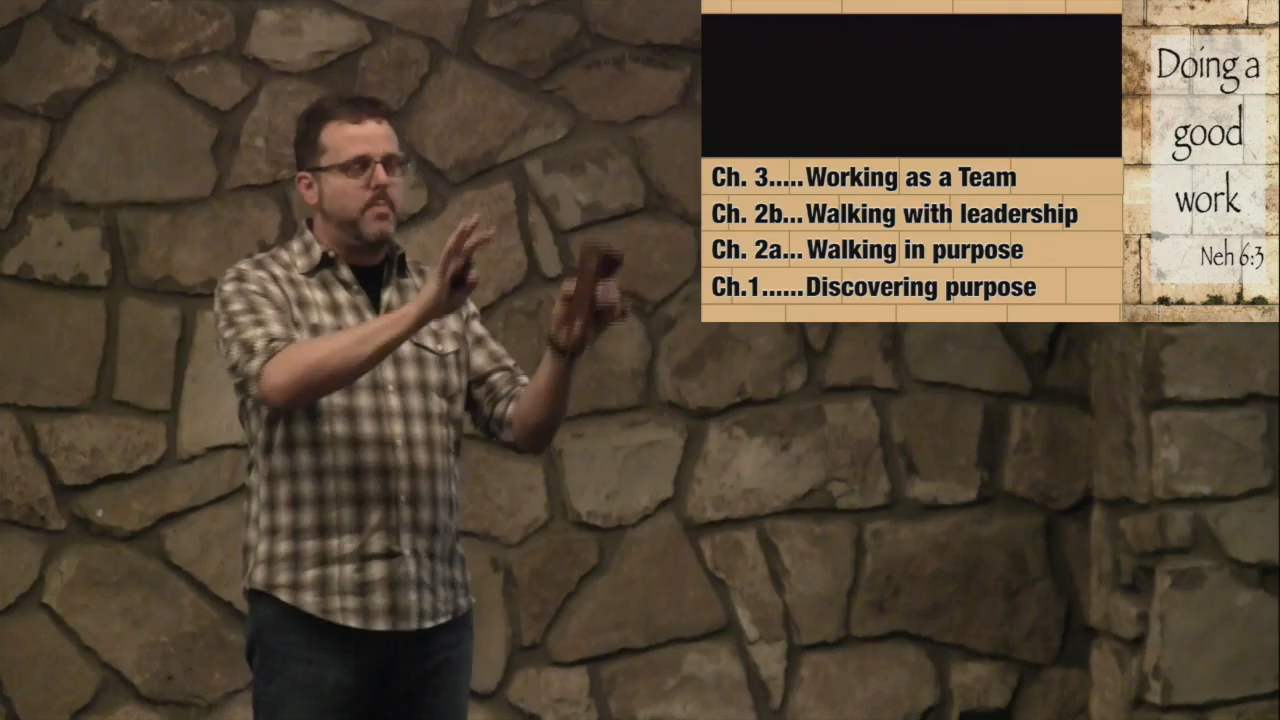 Ch. 3.....Working as a Team
Ch. 2b...Walking with leadership
Ch. 2a... Walking in purpose
Ch.1......Discovering purpose
Doing a
good
work
Neh 6:3